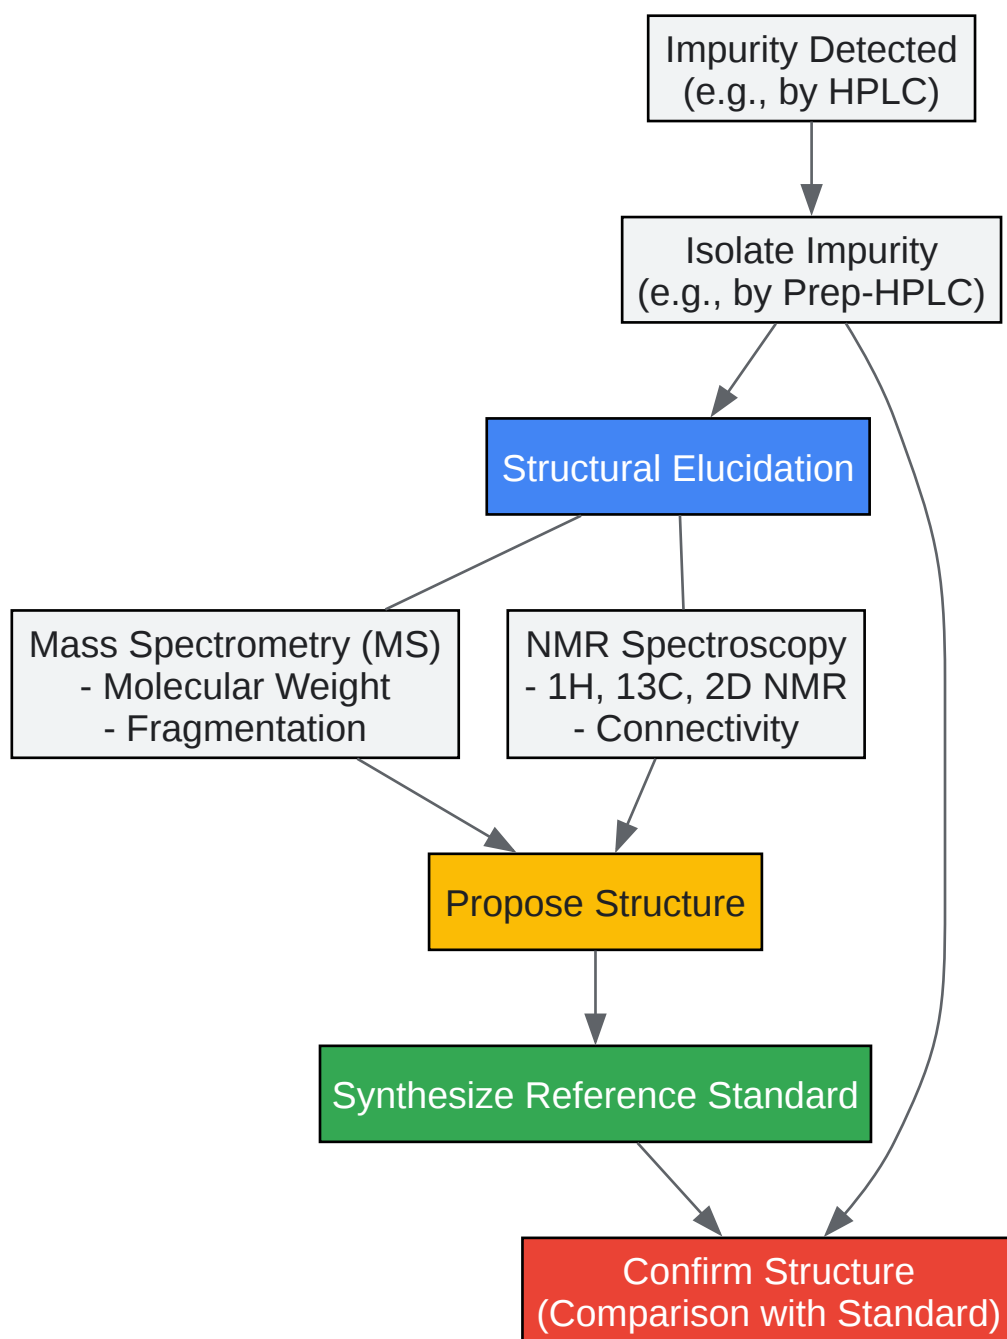 Impurity Detected
(e.g., by HPLC)
Isolate Impurity
(e.g., by Prep-HPLC)
Structural Elucidation
Mass Spectrometry (MS)
- Molecular Weight
- Fragmentation
NMR Spectroscopy
- 1H, 13C, 2D NMR
- Connectivity
Propose Structure
Synthesize Reference Standard
Confirm Structure
(Comparison with Standard)